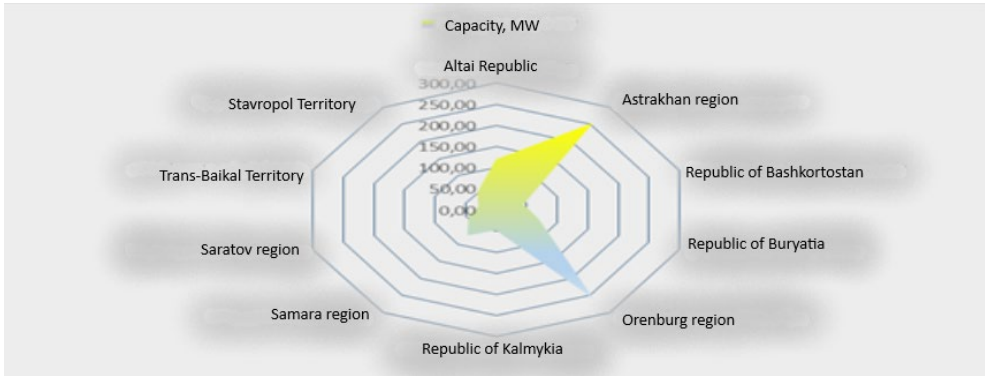 Capacity, MW
Altai Republic
300,00
250,00
200,00
150,00
100,00
50,00
0,00
Astrakhan region
Republic of Bashkortostan
Republic of Buryatia
Orenburg region
Republic of Kalmykia
Samara region
Saratov region
Trans-Baikal Territory
Stavropol Territory